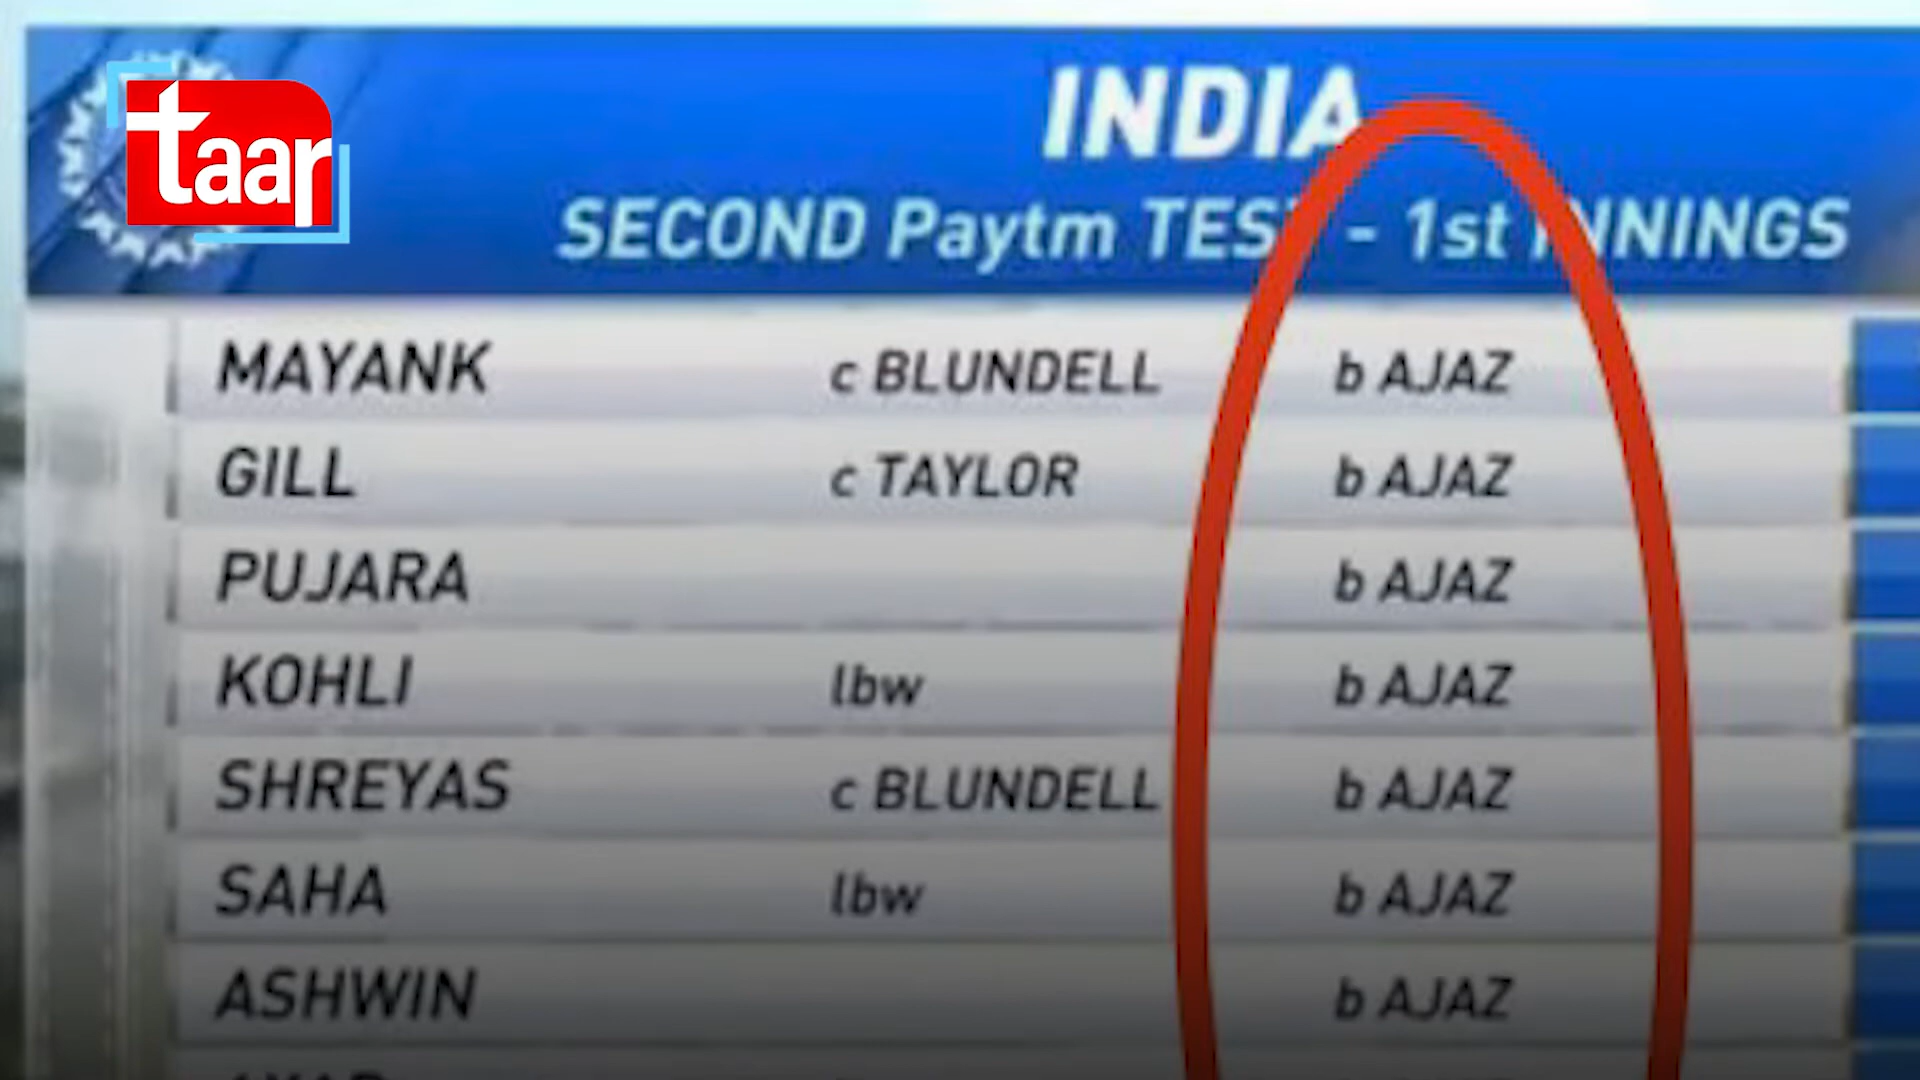 taar
INDIA
SECOND Paytm TEST - 1st INNINGS
MAYANK c BLUNDELL b AJAZ
GILL c TAYLOR b AJAZ
PUJARA b AJAZ
KOHLI lbw b AJAZ
SHREYAS c BLUNDELL b AJAZ
SAHA lbw b AJAZ
ASHWIN b AJAZ